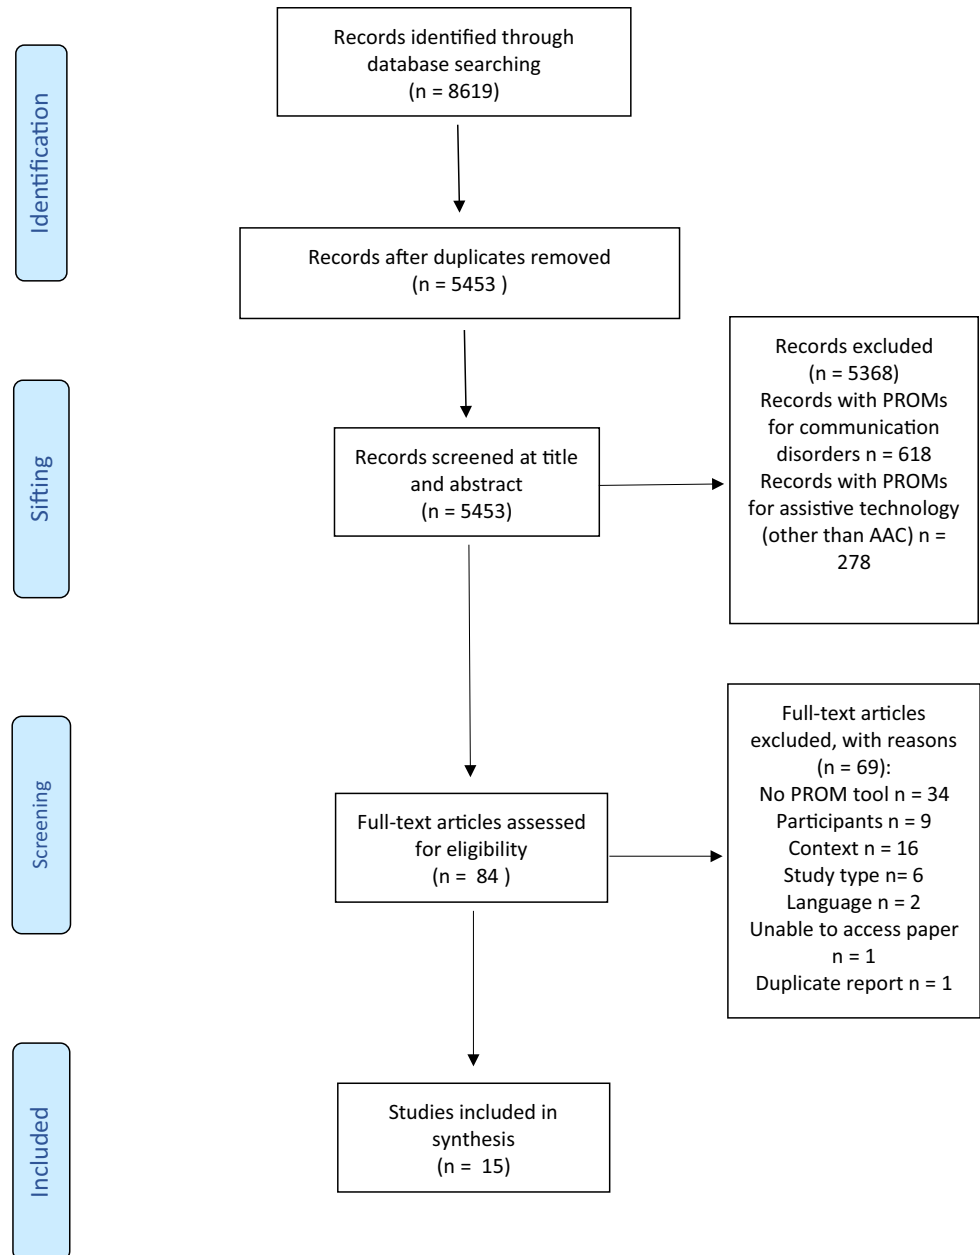 Identification
Records identified through
database searching
(n = 8619)
Records after duplicates removed
(n = 5453 )
Sifting
Records screened at title
and abstract
(n = 5453)
Records excluded
(n = 5368)
Records with PROMs
for communication
disorders n = 618
Records with PROMs
for assistive technology
(other than AAC) n =
278
Screening
Full-text articles assessed
for eligibility
(n =  84 )
Full-text articles
excluded, with reasons
(n = 69):
No PROM tool n = 34
Participants n = 9
Context n = 16
Study type n= 6
Language n = 2
Unable to access paper
n = 1
Duplicate report n = 1
Included
Studies included in
synthesis
(n =  15)